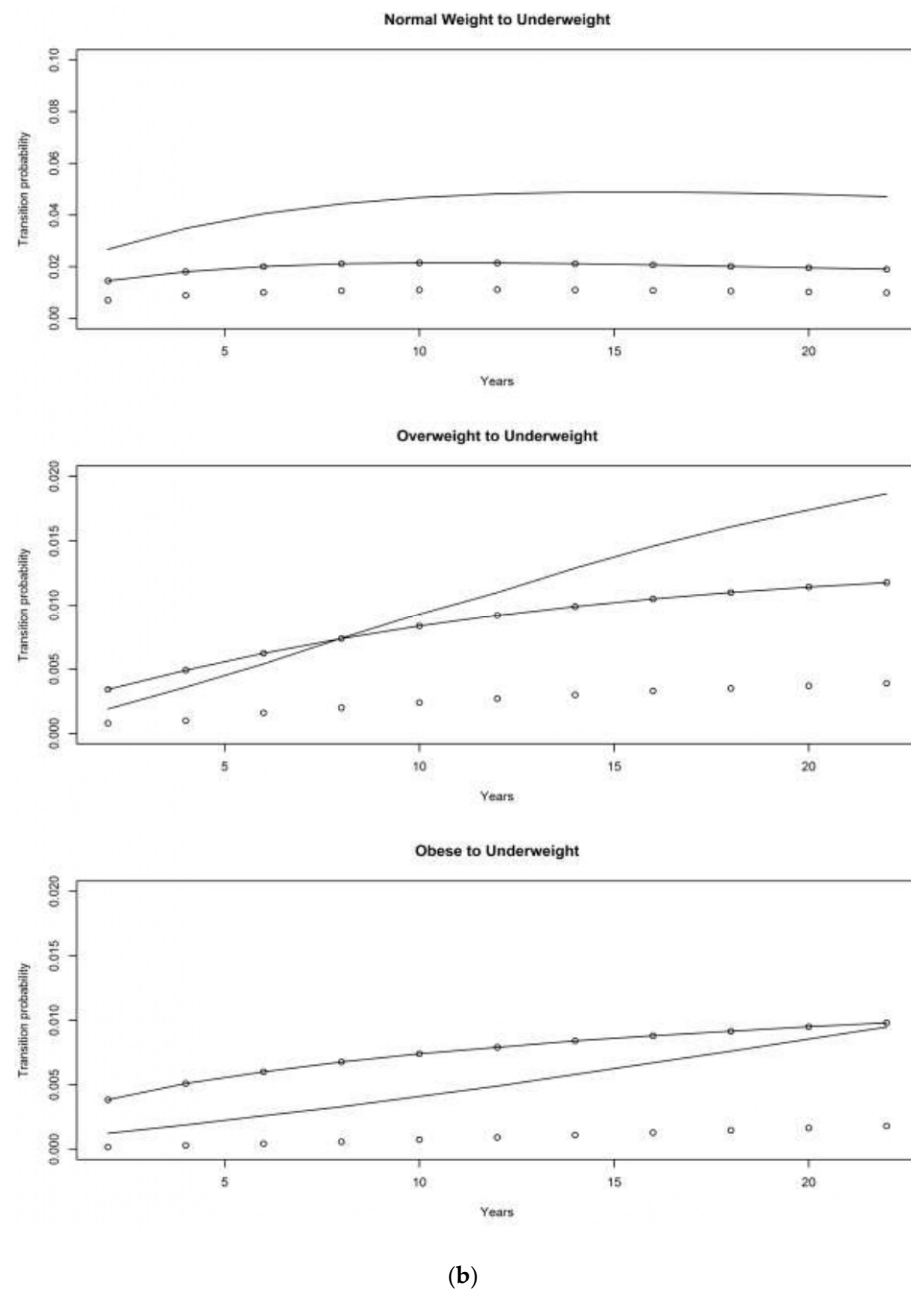 Normal Weight to Underweight
Transition probability
0.10
0.08
0.06
0.04
0.02
0.00
5 10 15 20
Years
Overweight to Underweight
Transition probability
0.020
0.015
0.010
0.005
0.000
5 10 15 20
Years
Obese to Underweight
Transition probability
0.020
0.015
0.010
0.005
0.000
5 10 15 20
Years
(b)